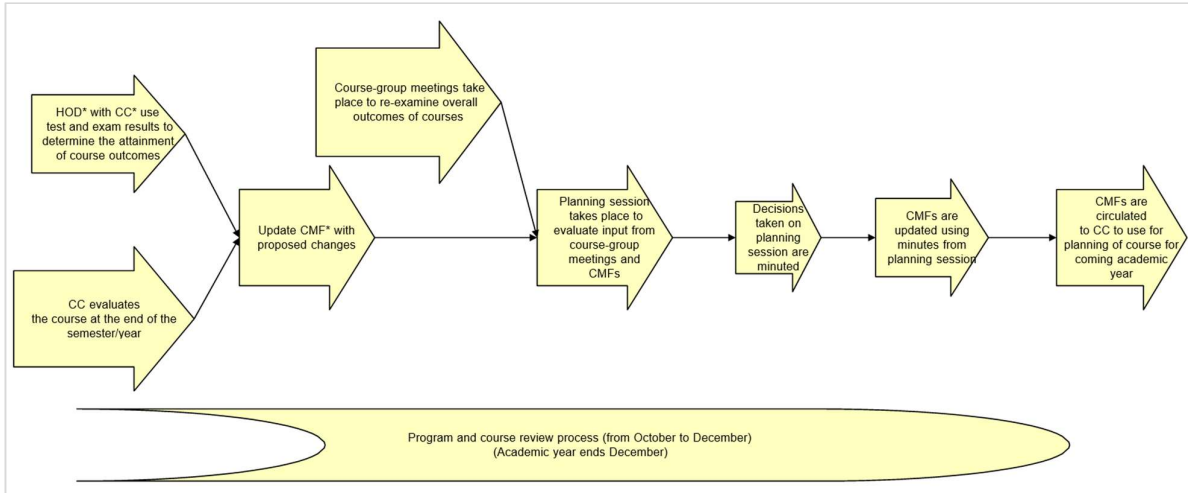 HOD* with CC* use
test and exam results to
determine the attainment
of course outcomes
CC evaluates
the course at the end of the
semester/year
Update CMF* with
proposed changes
Course-group meetings take
place to re-examine overall
outcomes of courses
Planning session
takes place to
evaluate input from
course-group
meetings and
CMFs
Decisions
taken on
planning
session are
minuted
CMFs are
updated using
minutes from
planning session
CMFs are
circulated
to CC to use for
planning of course for
coming academic
year
Program and course review process (from October to December)
(Academic year ends December)